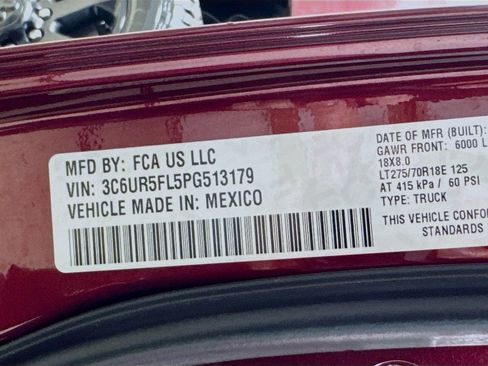 MFD BY: FCA US LLC
VIN: 3C6UR5FL5PG513179
VEHICLE MADE IN: MEXICO
DATE OF MFR (BUILT):
GAWR FRONT: 6000 L
18X8.0
LT275/70R18E 125
AT 415 kPa / 60 PSI
TYPE: TRUCK
THIS VEHICLE CONFOR
STANDARDS